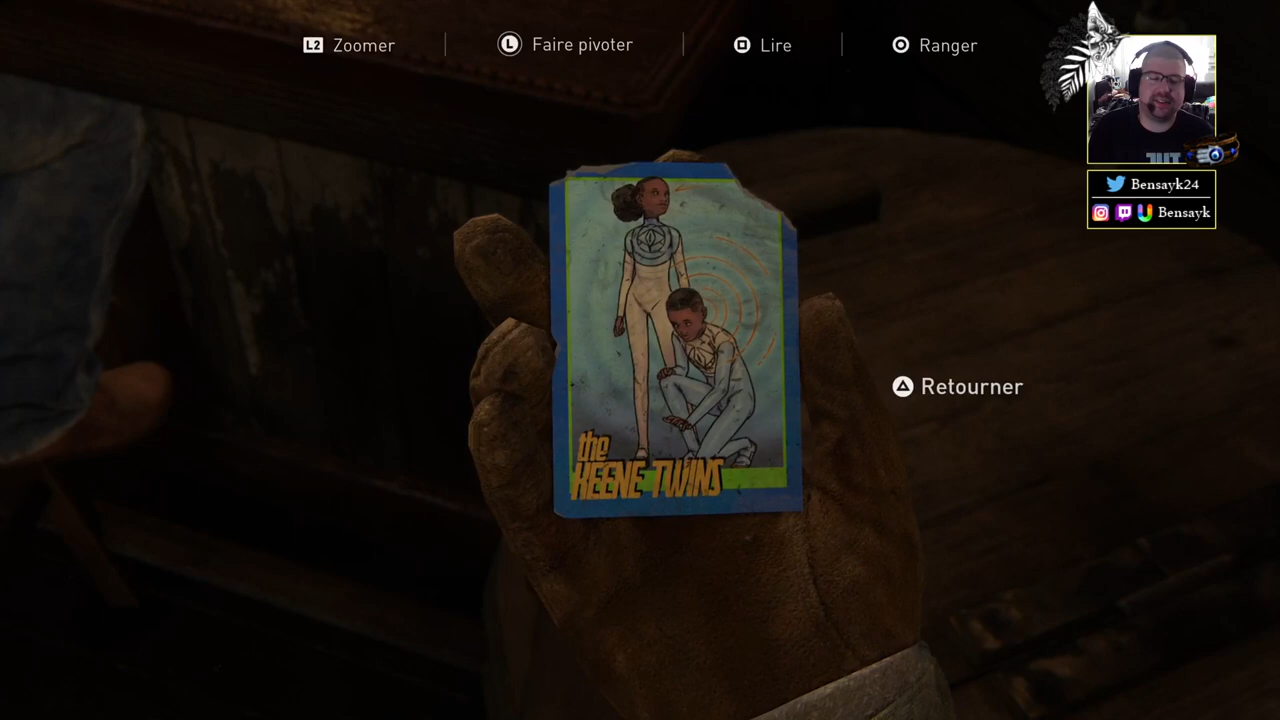 L2 Zoomer
L Faire pivoter
Lire
Ranger
Bensayk24
Bensayk
Retourner
the
KEENE TWINS